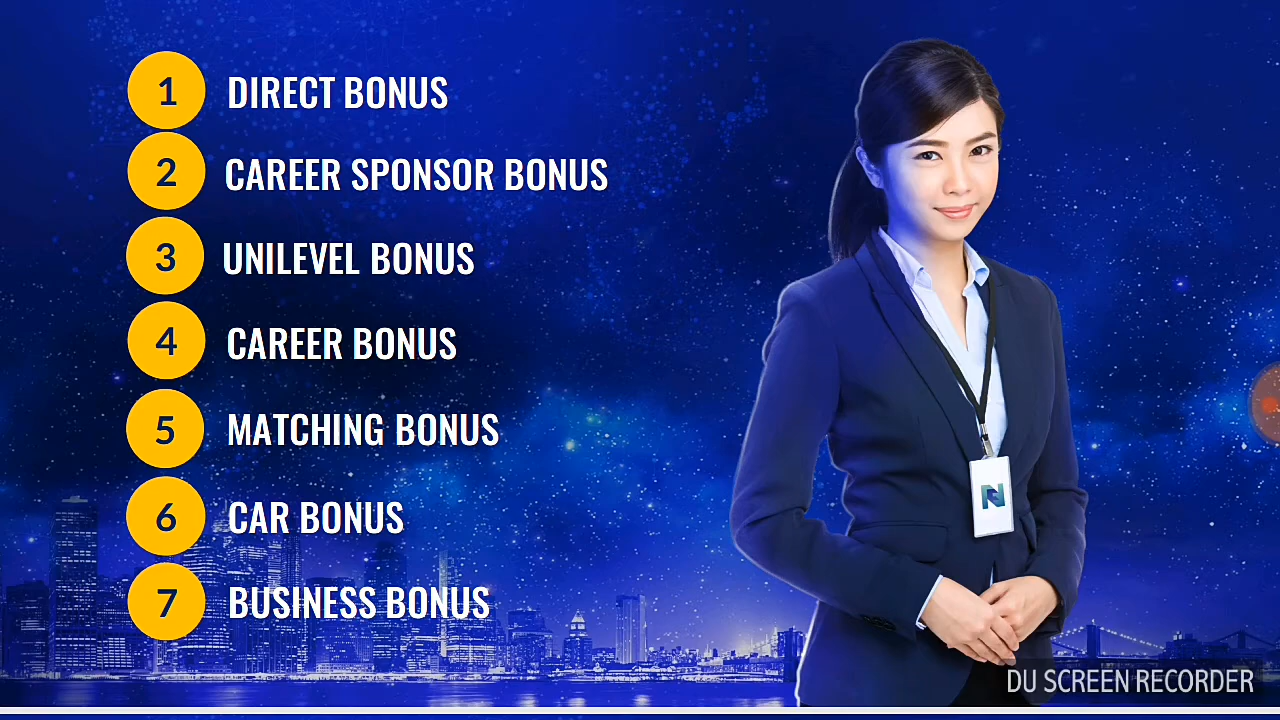 1 DIRECT BONUS
2 CAREER SPONSOR BONUS
3 UNILEVEL BONUS
4 CAREER BONUS
5 MATCHING BONUS
6 CAR BONUS
7 BUSINESS BONUS
N
DU SCREEN RECORDER